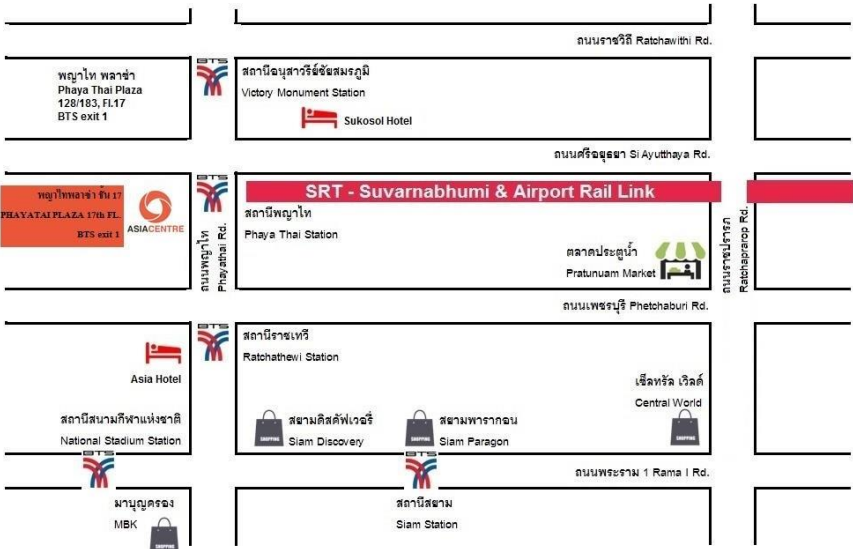 ถนนราชวิถี Ratchawithi Rd.
พญาไท พลาซ่า
Phaya Thai Plaza
128/183, Fl.17
BTS exit 1
BTS
สถานีอนุสาวรีย์ชัยสมรภูมิ
Victory Monument Station
Sukosol Hotel
ถนนศรีอยุธยา Si Ayutthaya Rd.
พญาไทพลาซ่า ชั้น 17
PHAYATAI PLAZA 17th FL.
BTS exit 1
ASIACENTRE
BTS
SRT - Suvarnabhumi & Airport Rail Link
สถานีพญาไท
Phaya Thai Station
ถนนพญาไท
Phayathai Rd.
ตลาดประตูน้ำ
Pratunuam Market
ถนนราชปรารภ
Ratchaprarop Rd.
ถนนเพชรบุรี Phetchaburi Rd.
BTS
สถานีราชเทวี
Ratchathewi Station
Asia Hotel
เซ็ลทรัล เวิลด์
Central World
SHOPPING
สถานีสนามกีฬาแห่งชาติ
National Stadium Station
BTS
SHOPPING
สยามดิสคัฟเวอรี่
Siam Discovery
SHOPPING
สยามพารากอน
Siam Paragon
BTS
ถนนพระราม 1 Rama I Rd.
มาบุญครอง
MBK
SHOPPING
สถานีสยาม
Siam Station